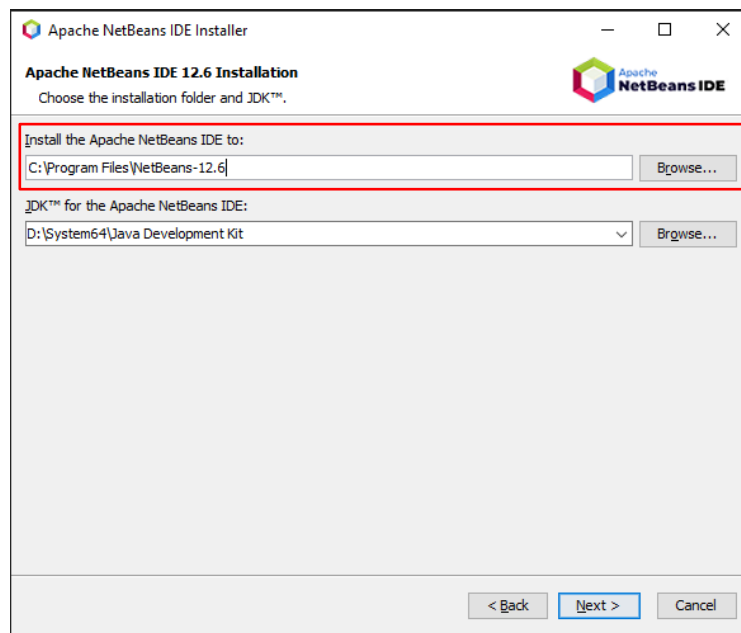 Apache NetBeans IDE Installer
Apache NetBeans IDE 12.6 Installation
Choose the installation folder and JDK™.
Apache
NetBeans IDE
Install the Apache NetBeans IDE to:
C:\Program Files\NetBeans-12.6
Browse...
JDK™ for the Apache NetBeans IDE:
D:\System64\Java Development Kit
Browse...
< Back Next > Cancel